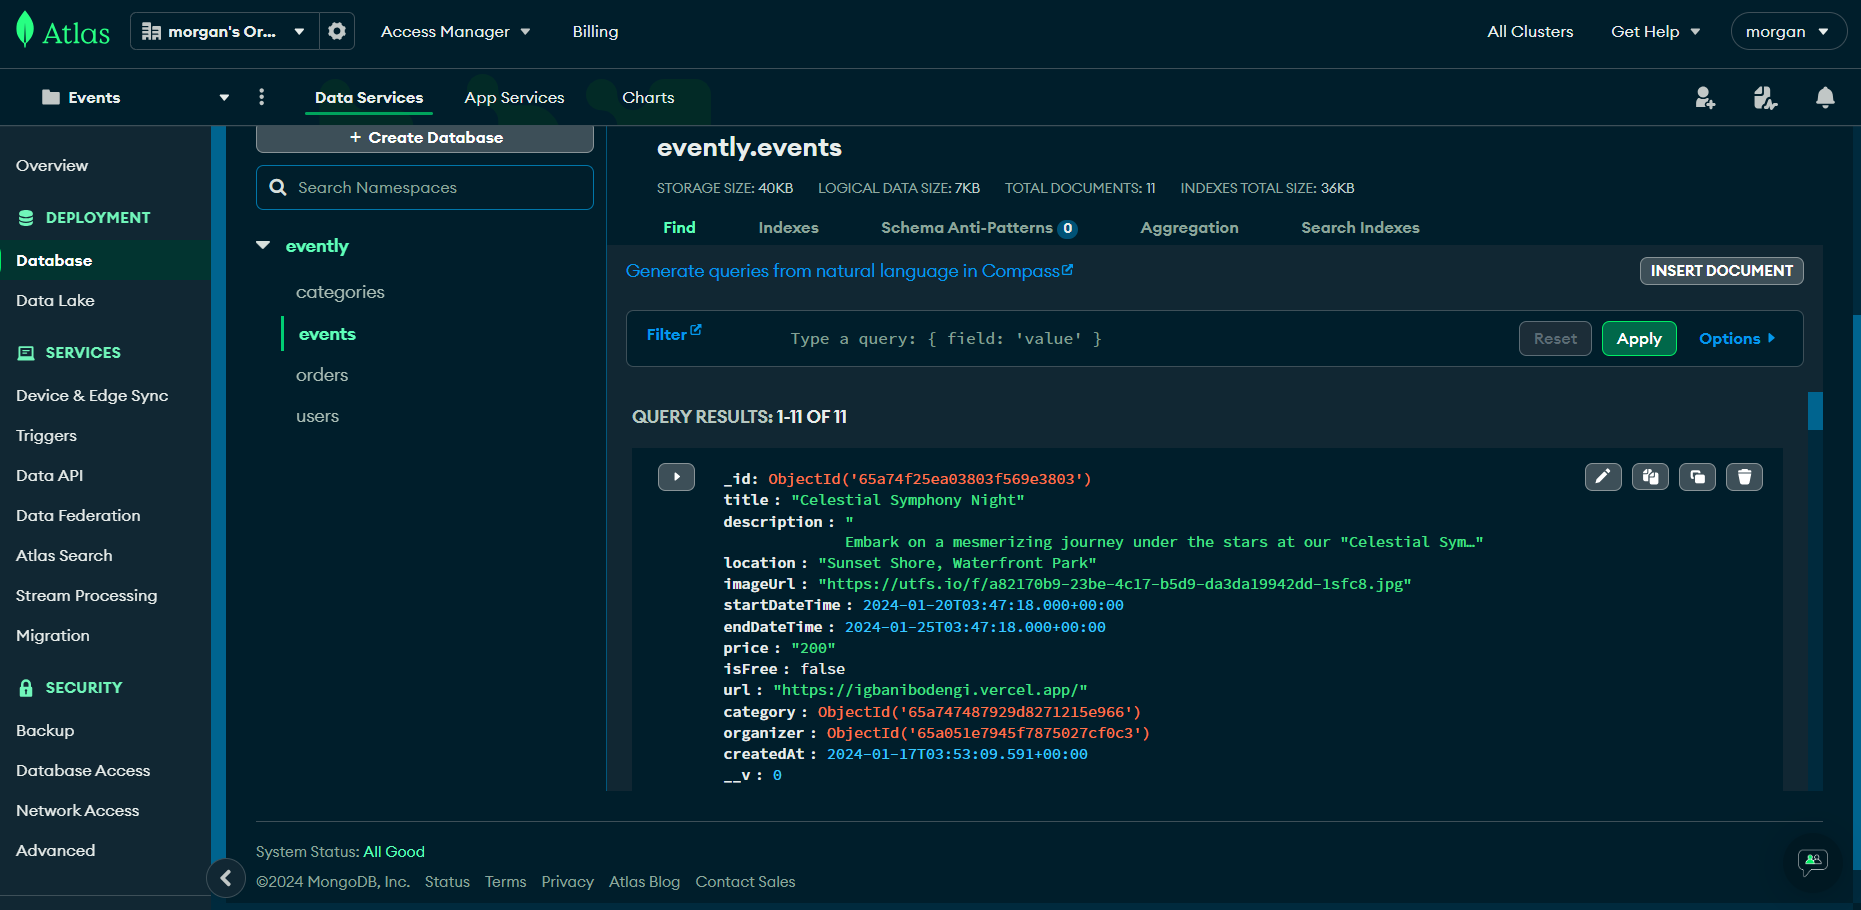 Atlas
morgan's Or...
Access Manager
Billing
All Clusters
Get Help
morgan
Events
Data Services
App Services
Charts
Overview
DEPLOYMENT
Database
Data Lake
SERVICES
Device & Edge Sync
Triggers
Data API
Data Federation
Atlas Search
Stream Processing
Migration
SECURITY
Backup
Database Access
Network Access
Advanced
+ Create Database
Search Namespaces
evently
categories
events
orders
users
evently.events
STORAGE SIZE: 40KB LOGICAL DATA SIZE: 7KB TOTAL DOCUMENTS: 11 INDEXES TOTAL SIZE: 36KB
Find Indexes Schema Anti-Patterns 0 Aggregation Search Indexes
Generate queries from natural language in Compass
INSERT DOCUMENT
Filter
Type a query: { field: 'value' }
Reset
Apply
Options
QUERY RESULTS: 1-11 OF 11
_id: ObjectId('65a74f25ea03803f569e3803')
title : "Celestial Symphony Night"
description : "
Embark on a mesmerizing journey under the stars at our "Celestial Sym…"
location : "Sunset Shore, Waterfront Park"
imageUrl : "https://utfs.io/f/a82170b9-23be-4c17-b5d9-da3da19942dd-1sfc8.jpg"
startDateTime : 2024-01-20T03:47:18.000+00:00
endDateTime : 2024-01-25T03:47:18.000+00:00
price : "200"
isFree : false
url : "https://igbanibodengi.vercel.app/"
category : ObjectId('65a747487929d8271215e966')
organizer : ObjectId('65a051e7945f7875027cf0c3')
createdAt : 2024-01-17T03:53:09.591+00:00
__v : 0
System Status: All Good
©2024 MongoDB, Inc. Status Terms Privacy Atlas Blog Contact Sales